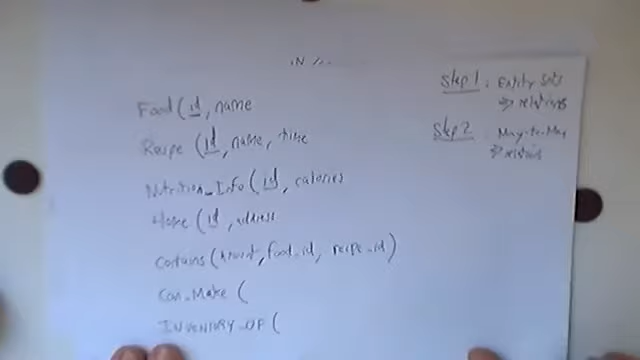 Food (id, name
Recipe (id, name, time
Nutrition_Info (id, calories
Home (id, address
Contains (Amount, food_id, recipe_id)
Can_Make (
INVENTORY_OF (
Step 1: Entity Sets
⇒ relations
Step 2 Many-to-Many
⇒ relation